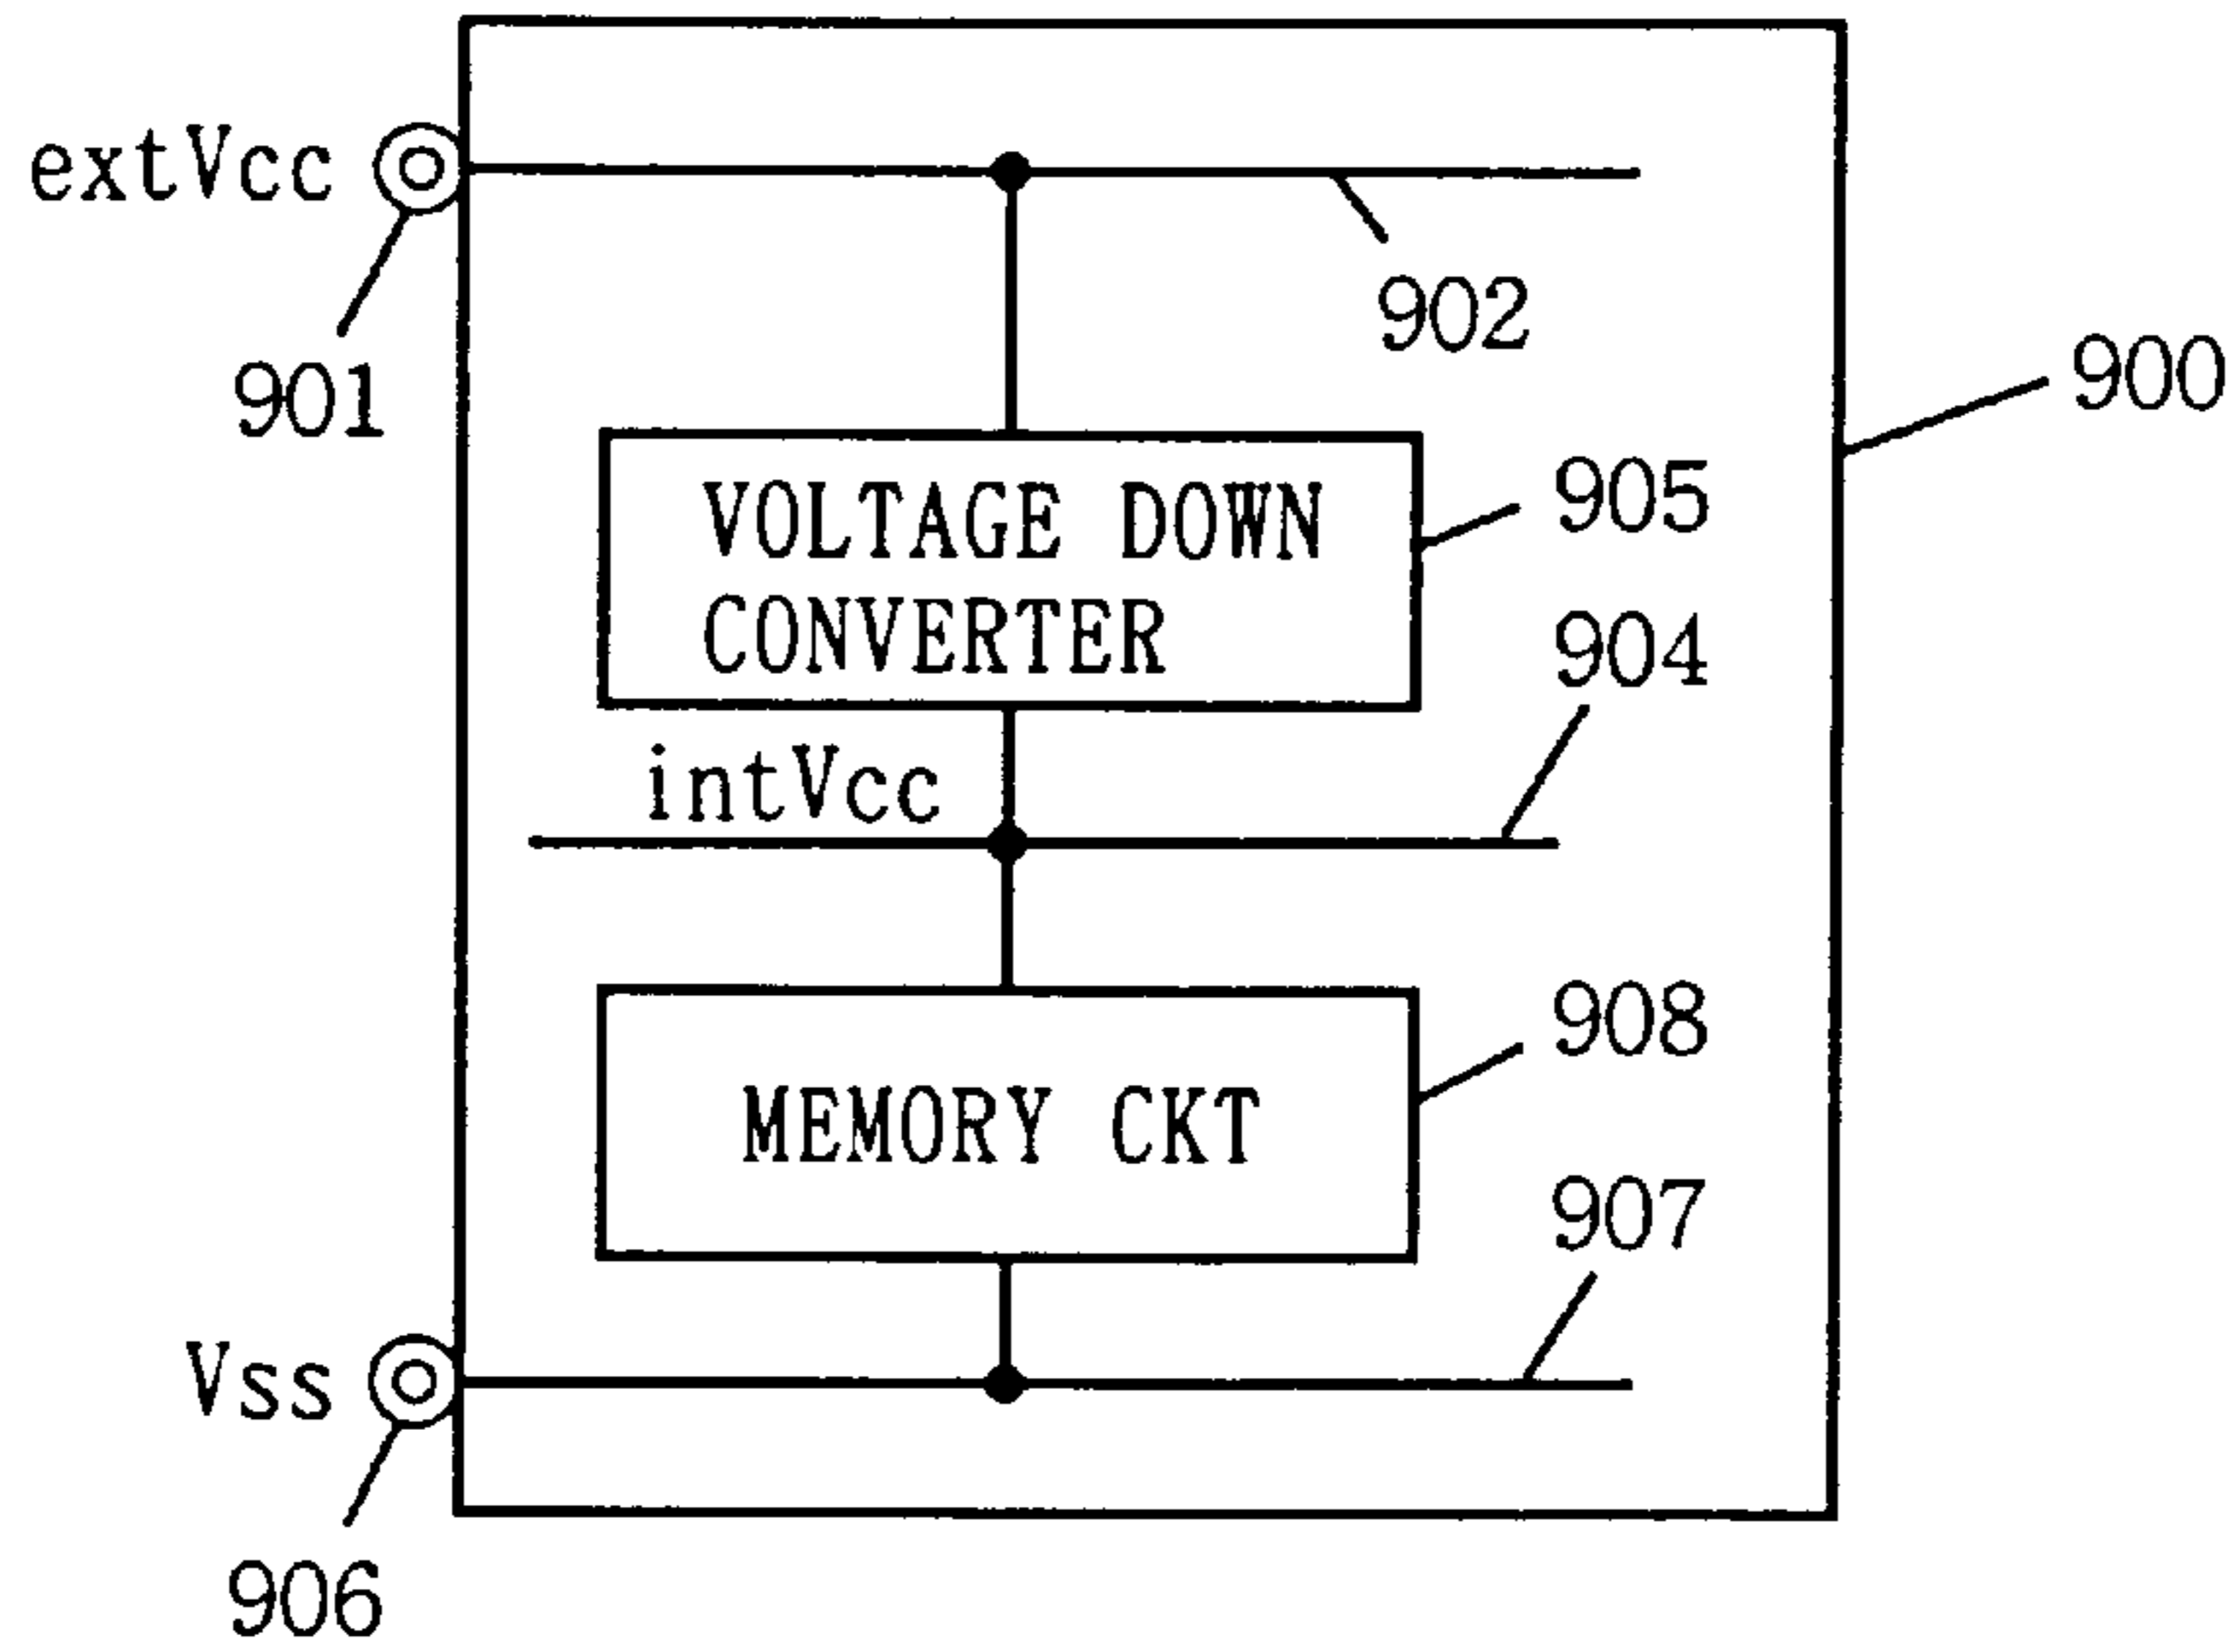 extVcc
901
902
900
VOLTAGE DOWN
CONVERTER
905
904
intVcc
908
MEMORY CKT
907
Vss
906